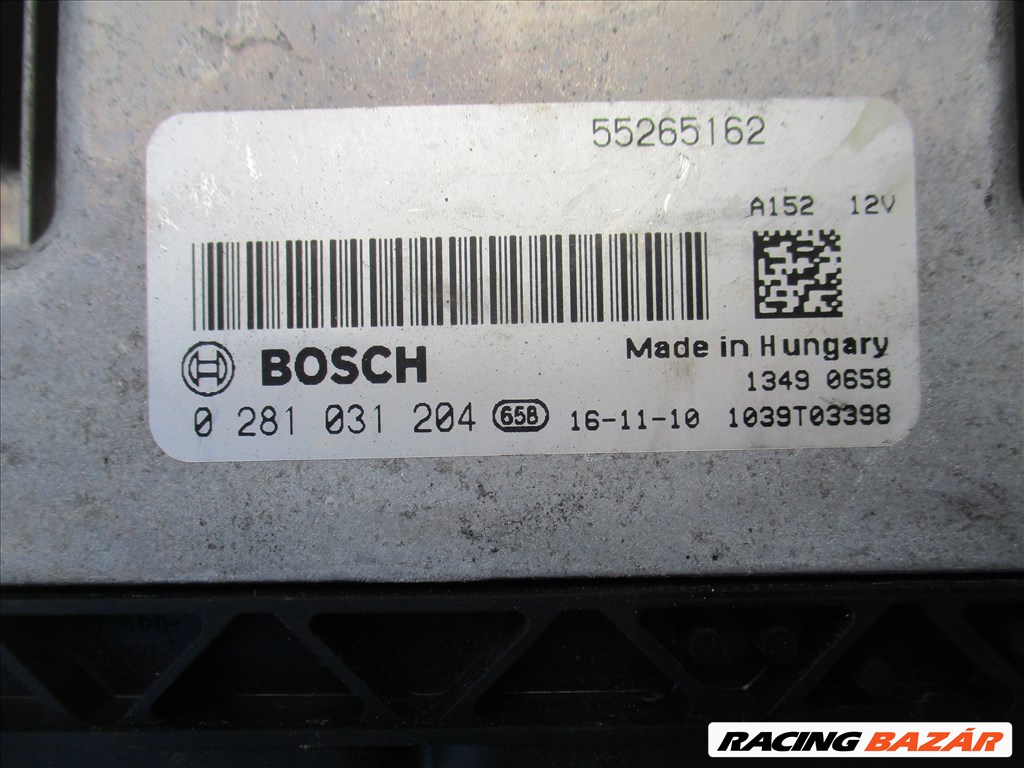 55265162
A152 12V
BOSCH
Made in Hungary
1349 0658
0 281 031 204 658 16-11-10 1039T03398
RACING BAZÁR